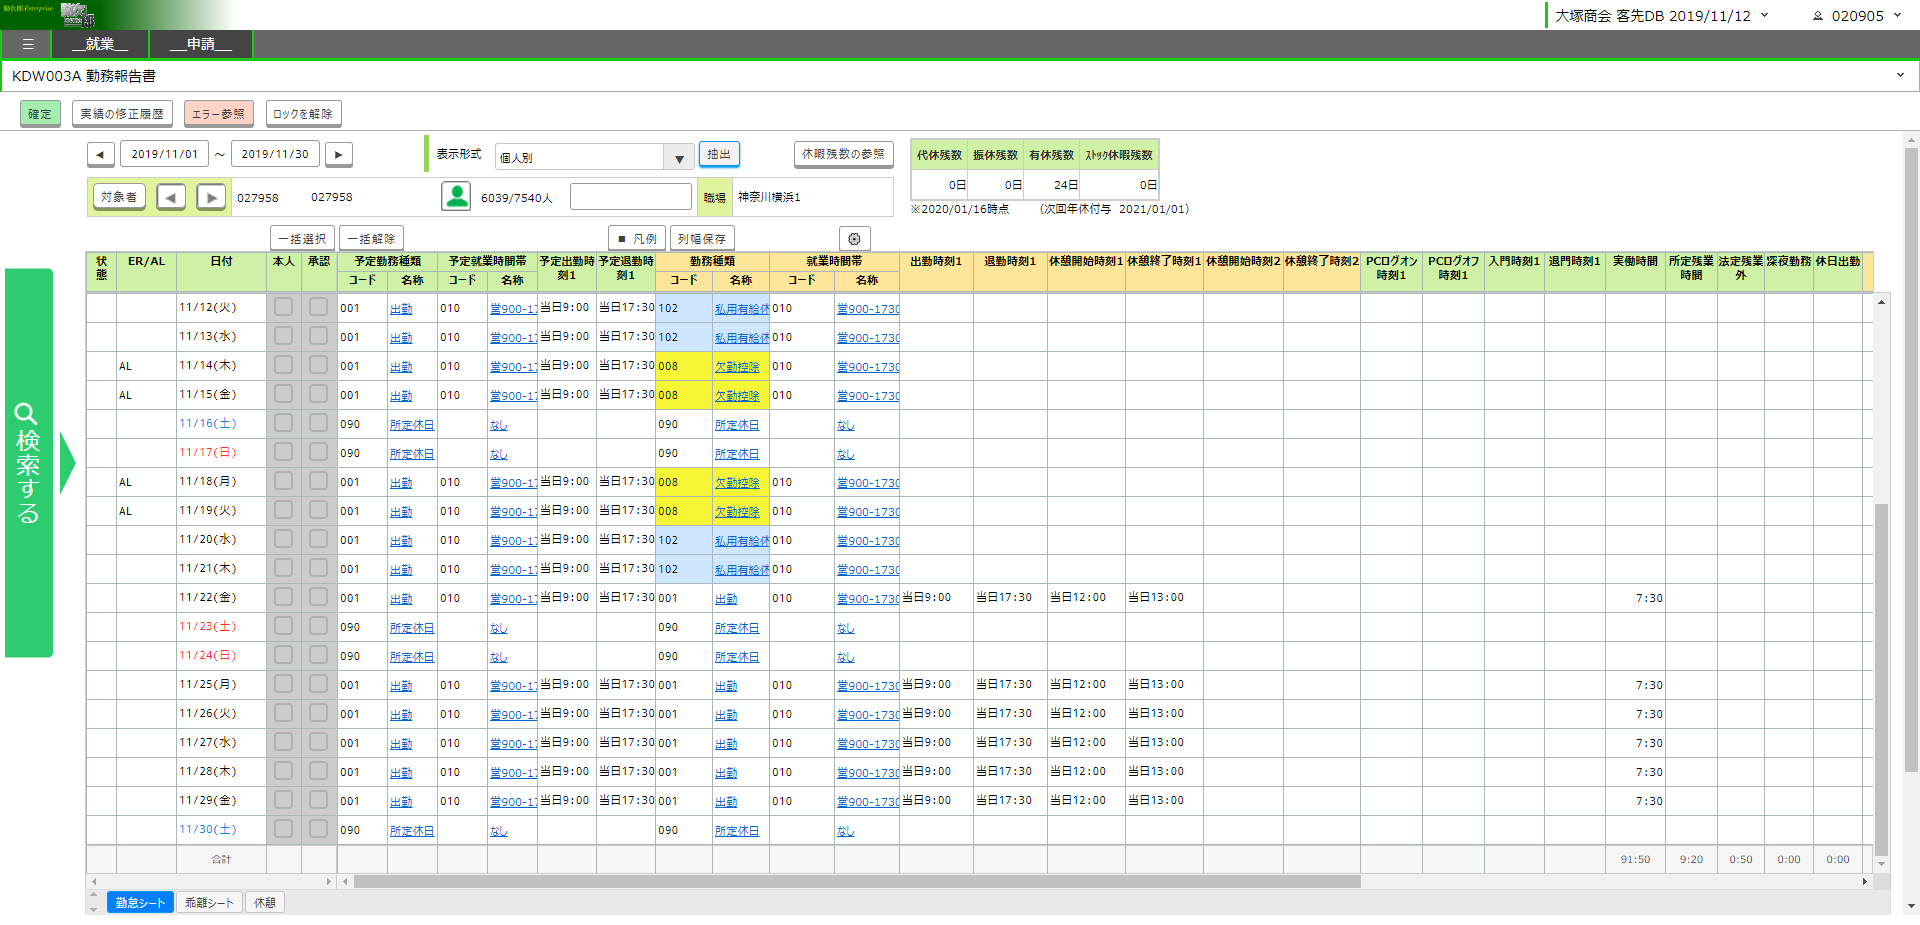 勤次郎 Enterprise
大塚商会 客先DB 2019/11/12 020905
__就業__ __申請__
KDW003A 勤務報告書
確定 実績の修正履歴 エラー参照 ロックを解除
2019/11/01 ～ 2019/11/30 表示形式 個人別 抽出 休暇残数の参照
代休残数 振休残数 有休残数 ストック休暇残数
0日 0日 24日 0日
※2020/01/16時点 (次回年休付与 2021/01/01)
対象者 027958 027958 6039/7540人 職場 神奈川横浜1
一括選択 一括解除 ■ 凡例 列幅保存
検索する
状態 ER/AL 日付 本人 承認 予定勤務種類 予定就業時間帯 予定出勤時刻1 予定退勤時刻1 勤務種類 就業時間帯 出勤時刻1 退勤時刻1 休憩開始時刻1 休憩終了時刻1 休憩開始時刻2 休憩終了時刻2 PCログオン時刻1 PCログオフ時刻1 入門時刻1 退門時刻1 実働時間 所定残業時間 法定残業外 深夜勤務 休日出勤
コード 名称 コード 名称 コード 名称 コード 名称
11/12(火) 001 出勤 010 営900-17 当日9:00 当日17:30 102 私用有給休 010 営900-1730
11/13(水) 001 出勤 010 営900-17 当日9:00 当日17:30 102 私用有給休 010 営900-1730
AL 11/14(木) 001 出勤 010 営900-17 当日9:00 当日17:30 008 欠勤控除 010 営900-1730
AL 11/15(金) 001 出勤 010 営900-17 当日9:00 当日17:30 008 欠勤控除 010 営900-1730
11/16(土) 090 所定休日 なし 090 所定休日 なし
11/17(日) 090 所定休日 なし 090 所定休日 なし
AL 11/18(月) 001 出勤 010 営900-17 当日9:00 当日17:30 008 欠勤控除 010 営900-1730
AL 11/19(火) 001 出勤 010 営900-17 当日9:00 当日17:30 008 欠勤控除 010 営900-1730
11/20(水) 001 出勤 010 営900-17 当日9:00 当日17:30 102 私用有給休 010 営900-1730
11/21(木) 001 出勤 010 営900-17 当日9:00 当日17:30 102 私用有給休 010 営900-1730
11/22(金) 001 出勤 010 営900-17 当日9:00 当日17:30 001 出勤 010 営900-1730 当日9:00 当日17:30 当日12:00 当日13:00 7:30
11/23(土) 090 所定休日 なし 090 所定休日 なし
11/24(日) 090 所定休日 なし 090 所定休日 なし
11/25(月) 001 出勤 010 営900-17 当日9:00 当日17:30 001 出勤 010 営900-1730 当日9:00 当日17:30 当日12:00 当日13:00 7:30
11/26(火) 001 出勤 010 営900-17 当日9:00 当日17:30 001 出勤 010 営900-1730 当日9:00 当日17:30 当日12:00 当日13:00 7:30
11/27(水) 001 出勤 010 営900-17 当日9:00 当日17:30 001 出勤 010 営900-1730 当日9:00 当日17:30 当日12:00 当日13:00 7:30
11/28(木) 001 出勤 010 営900-17 当日9:00 当日17:30 001 出勤 010 営900-1730 当日9:00 当日17:30 当日12:00 当日13:00 7:30
11/29(金) 001 出勤 010 営900-17 当日9:00 当日17:30 001 出勤 010 営900-1730 当日9:00 当日17:30 当日12:00 当日13:00 7:30
11/30(土) 090 所定休日 なし 090 所定休日 なし
合計 91:50 9:20 0:50 0:00 0:00
勤怠シート 乖離シート 休憩